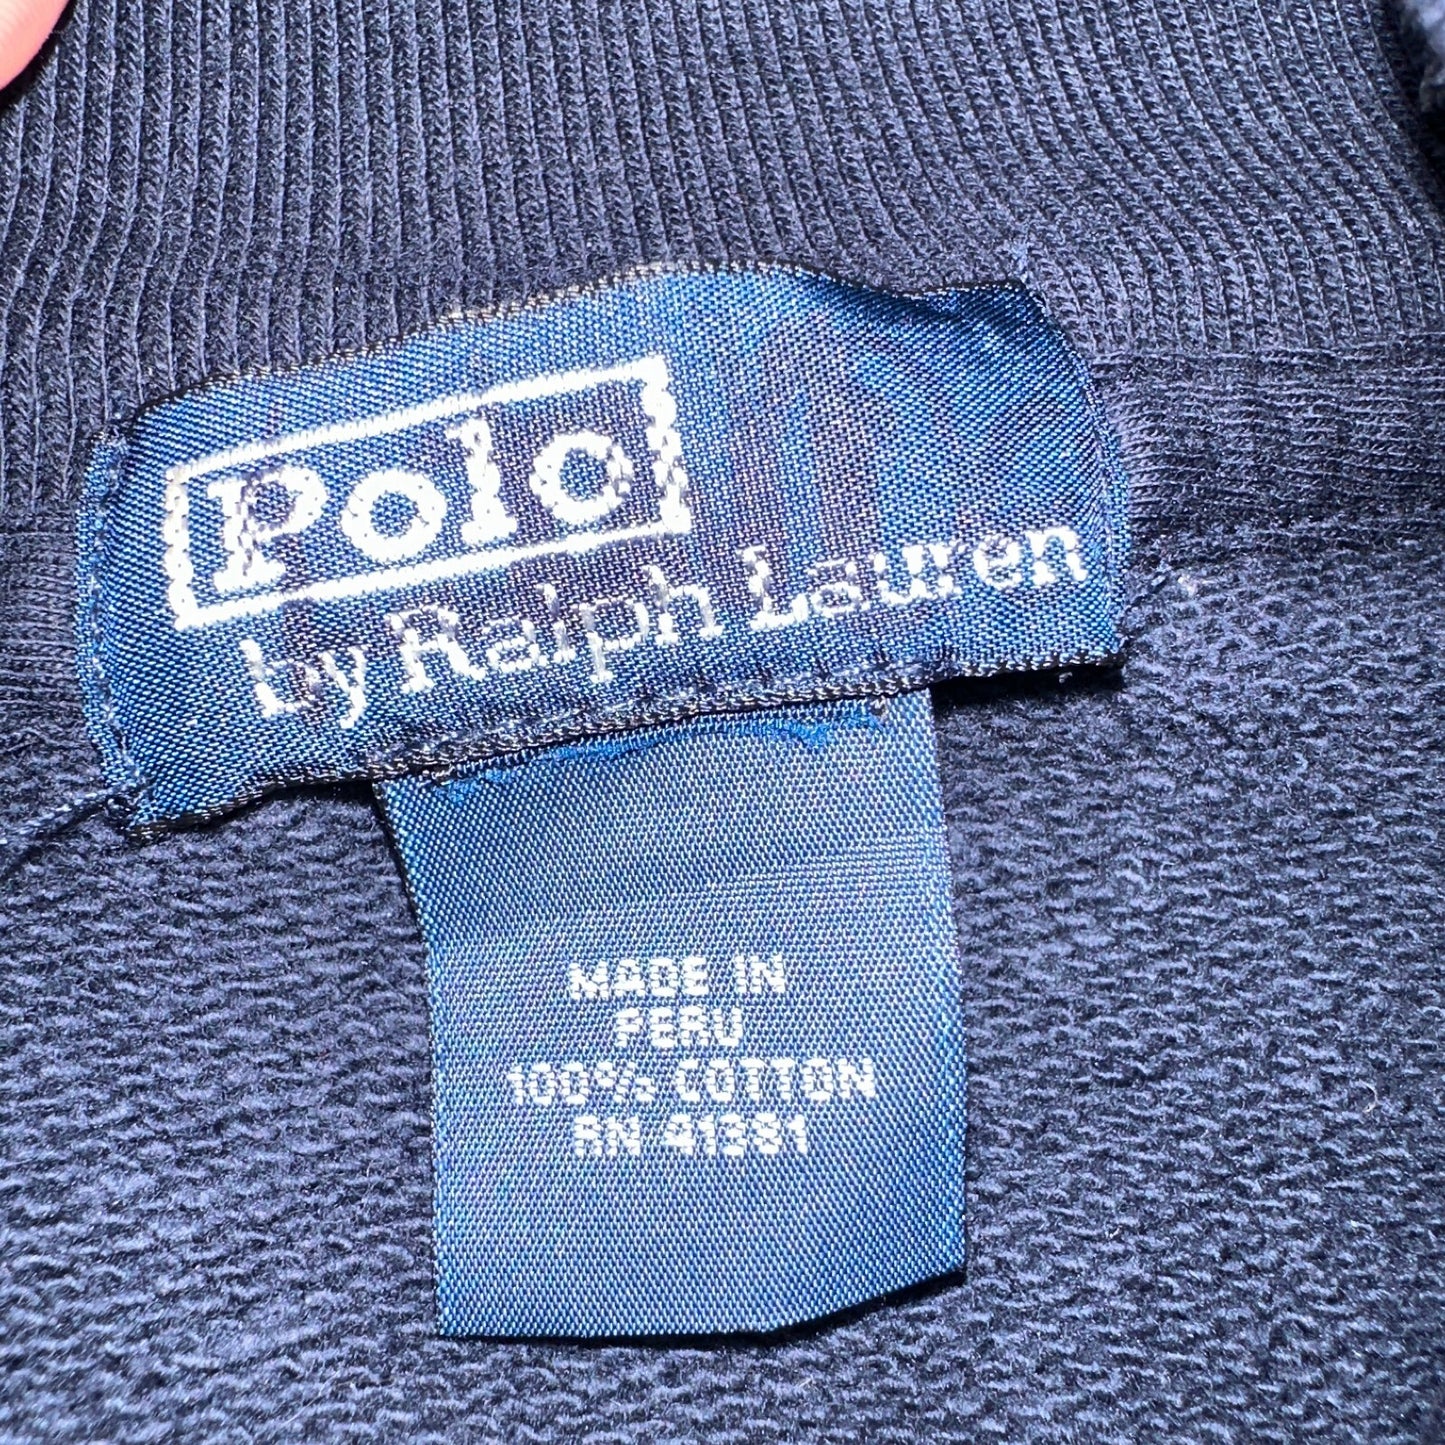 Polo
by Ralph Lauren
MADE IN
PERU
100% COTTON
RN 41381